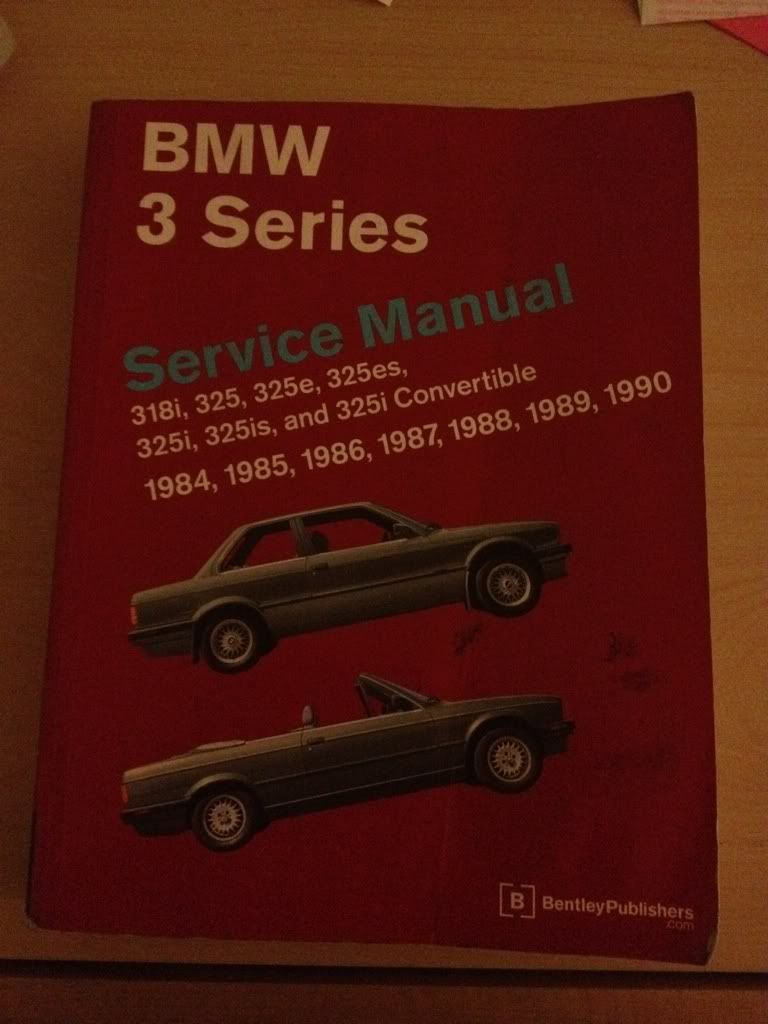 BMW
3 Series
Service Manual
318i, 325, 325e, 325es,
325i, 325is, and 325i Convertible
1984, 1985, 1986, 1987, 1988, 1989, 1990
[B] BentleyPublishers
.com